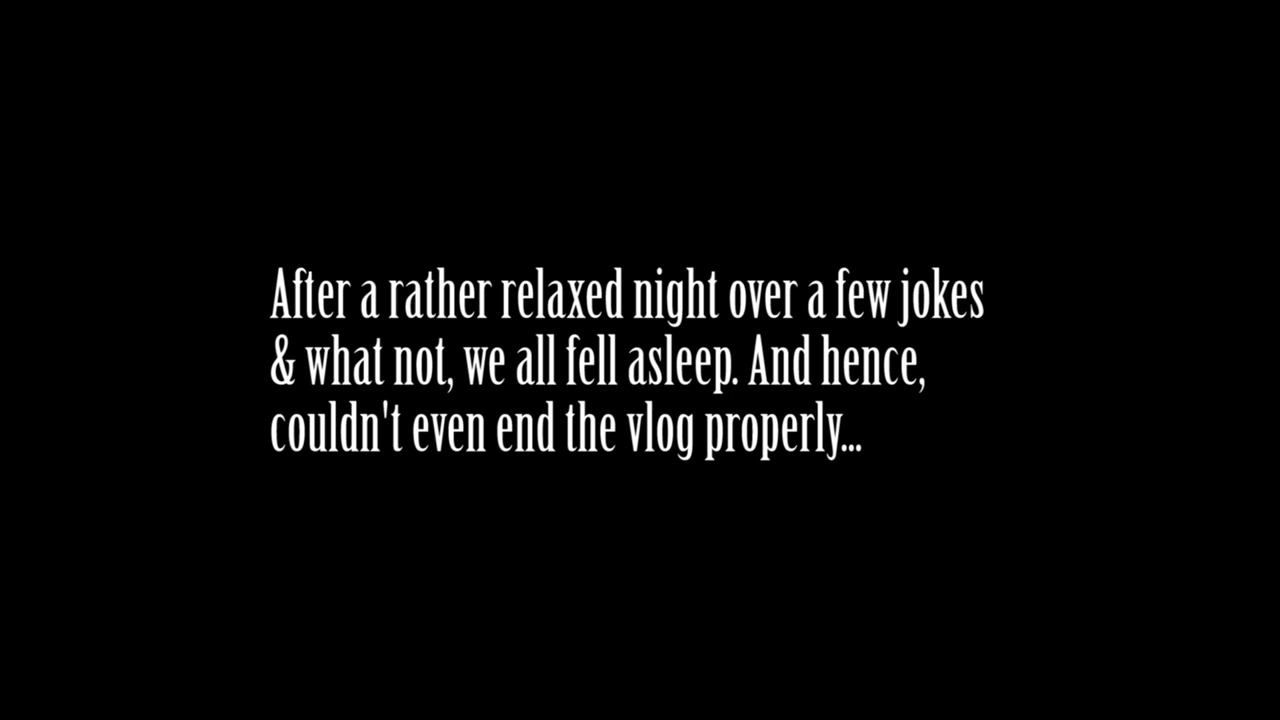 After a rather relaxed night over a few jokes
& what not, we all fell asleep. And hence,
couldn't even end the vlog properly...